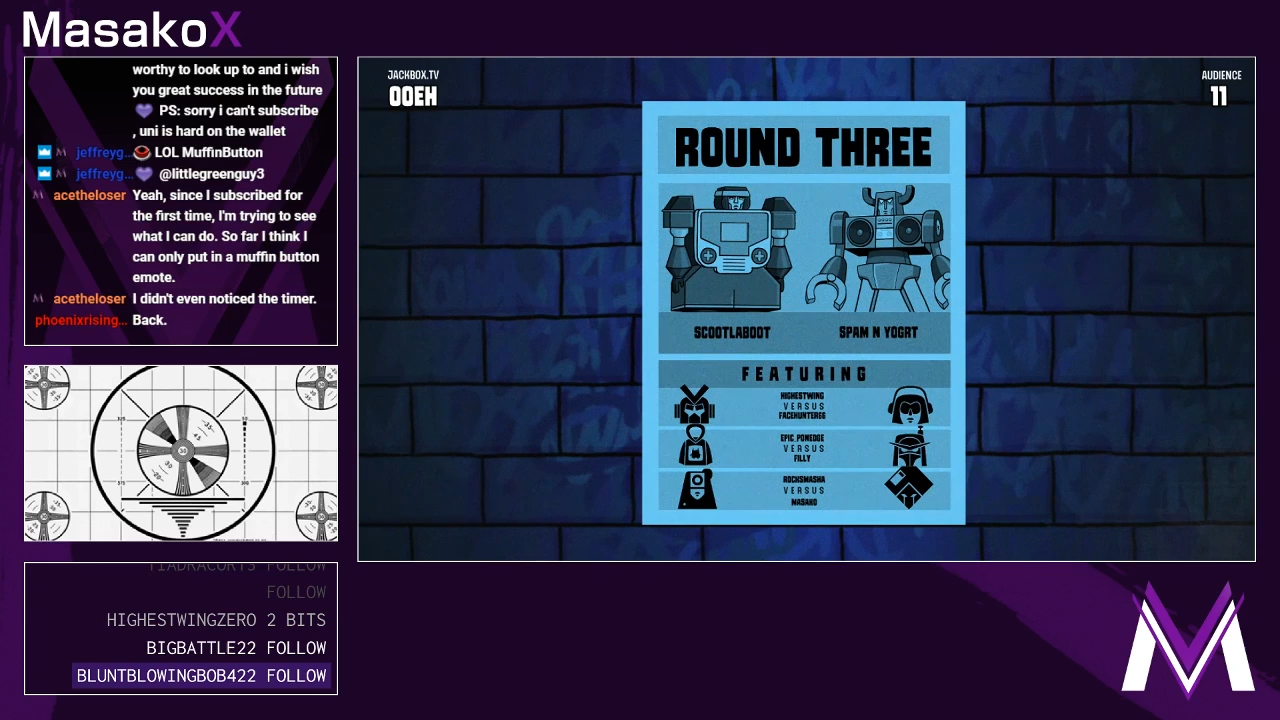 MasakoX
worthy to look up to and i wish
you great success in the future
PS: sorry i can't subscribe
, uni is hard on the wallet
jeffreyg... LOL MuffinButton
jeffreyg... @littlegreenguy3
acetheloser Yeah, since I subscribed for
the first time, I'm trying to see
what I can do. So far I think I
can only put in a muffin button
emote.
acetheloser I didn't even noticed the timer.
phoenixrising... Back.
FOLLOW
HIGHESTWINGZERO 2 BITS
BIGBATTLE22 FOLLOW
BLUNTBLOWINGBOB422 FOLLOW
JACKBOX.TV
OOEH
AUDIENCE
11
ROUND THREE
SCOOTLABOOT
SPAM N YOGRT
FEATURING
HIGHESTWING
VERSUS
FACEHUNTER66
EPIC_PONEDGE
VERSUS
FILLY
ROCKSMASHA
VERSUS
MASAKO
M